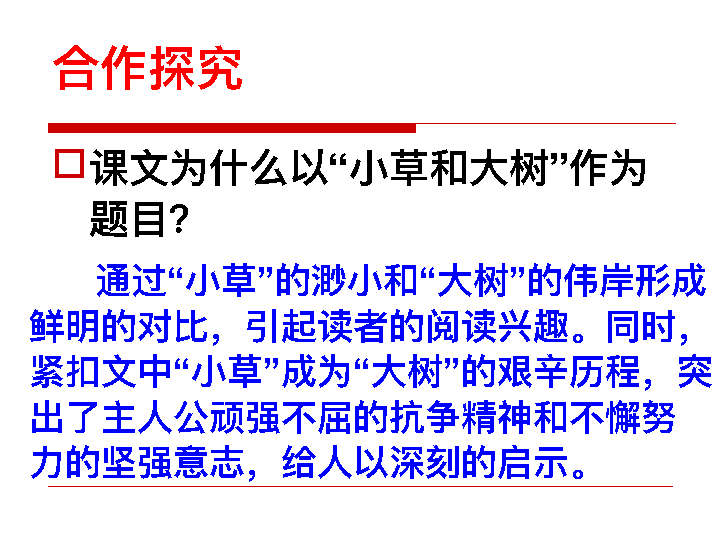 合作探究
课文为什么以“小草和大树”作为
题目?
通过“小草”的渺小和“大树”的伟岸形成
鲜明的对比，引起读者的阅读兴趣。同时，
紧扣文中“小草”成为“大树”的艰辛历程，突
出了主人公顽强不屈的抗争精神和不懈努
力的坚强意志，给人以深刻的启示。